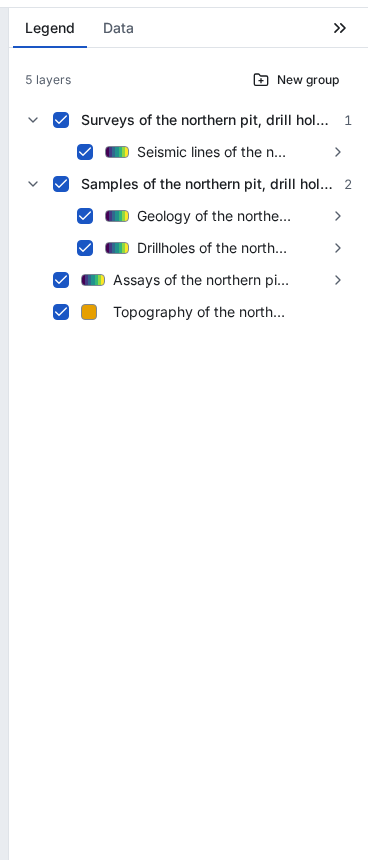 Legend Data
5 layers New group
Surveys of the northern pit, drill hol... 1
Seismic lines of the n...
Samples of the northern pit, drill hol... 2
Geology of the northe...
Drillholes of the north...
Assays of the northern pi...
Topography of the north...